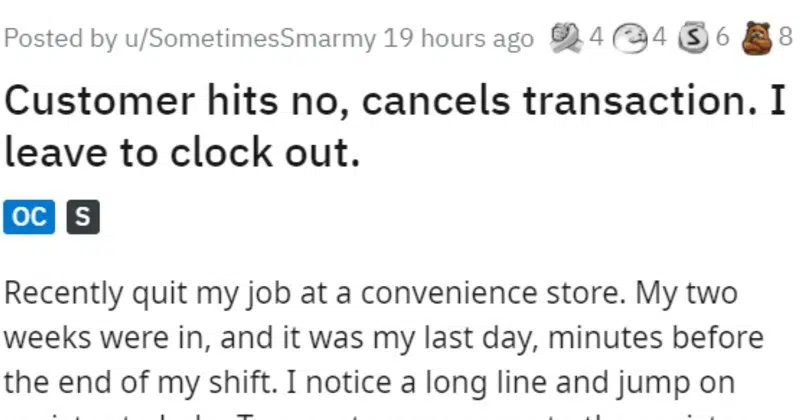 Posted by u/SometimesSmarmy 19 hours ago 4 4 S 6 8
Customer hits no, cancels transaction. I
leave to clock out.
OC S
Recently quit my job at a convenience store. My two
weeks were in, and it was my last day, minutes before
the end of my shift. I notice a long line and jump on